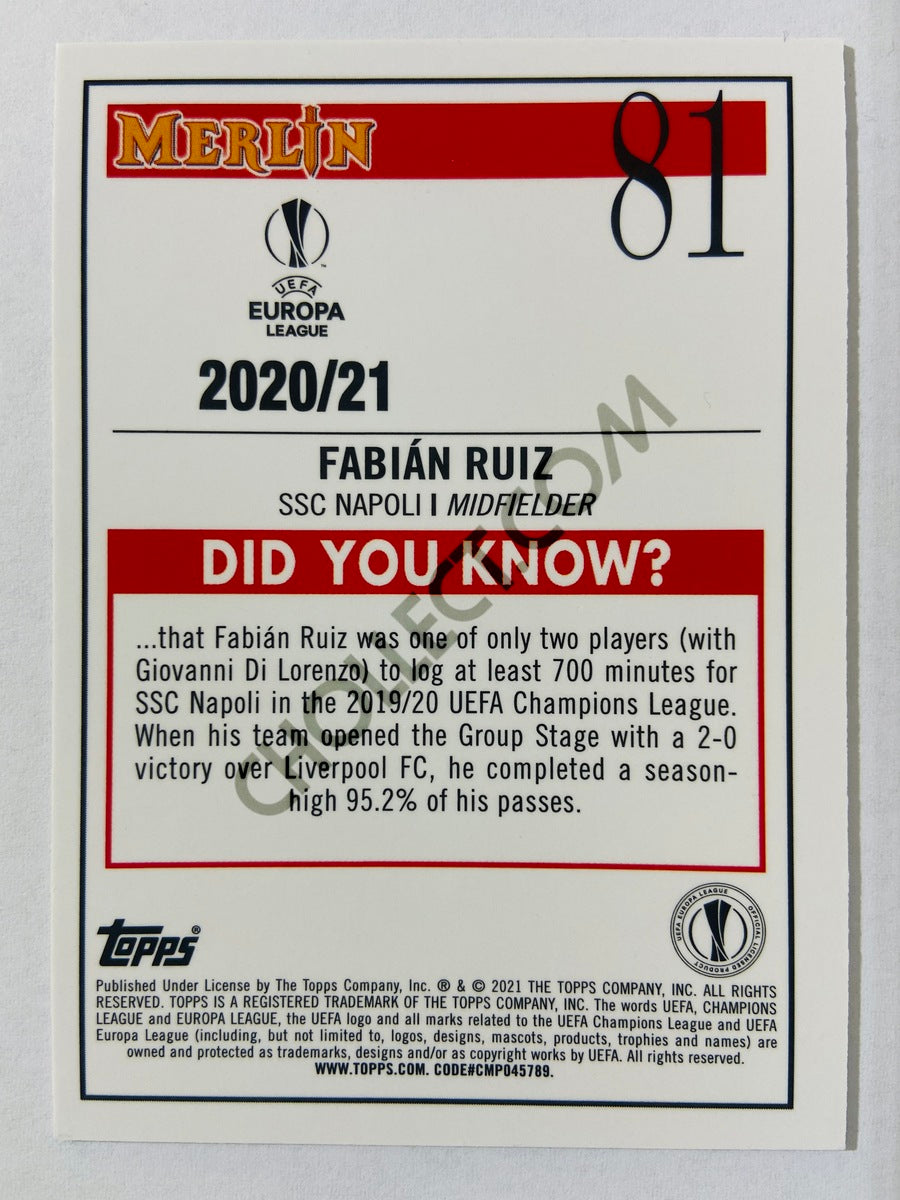 MERLIN
81
UEFA
EUROPA
LEAGUE
2020/21
FABIÁN RUIZ
SSC NAPOLI | MIDFIELDER
DID YOU KNOW?
...that Fabián Ruiz was one of only two players (with
Giovanni Di Lorenzo) to log at least 700 minutes for
SSC Napoli in the 2019/20 UEFA Champions League.
When his team opened the Group Stage with a 2-0
victory over Liverpool FC, he completed a season-
high 95.2% of his passes.
CHOLLECT.COM
topps®
UEFA EUROPA LEAGUE OFFICIAL LICENSED PRODUCT
Published Under License by The Topps Company, Inc. ® & © 2021 THE TOPPS COMPANY, INC. ALL RIGHTS
RESERVED. TOPPS IS A REGISTERED TRADEMARK OF THE TOPPS COMPANY, INC. The words UEFA, CHAMPIONS
LEAGUE and EUROPA LEAGUE, the UEFA logo and all marks related to the UEFA Champions League and UEFA
Europa League (including, but not limited to, logos, designs, mascots, products, trophies and names) are
owned and protected as trademarks, designs and/or as copyright works by UEFA. All rights reserved.
WWW.TOPPS.COM. CODE#CMP045789.